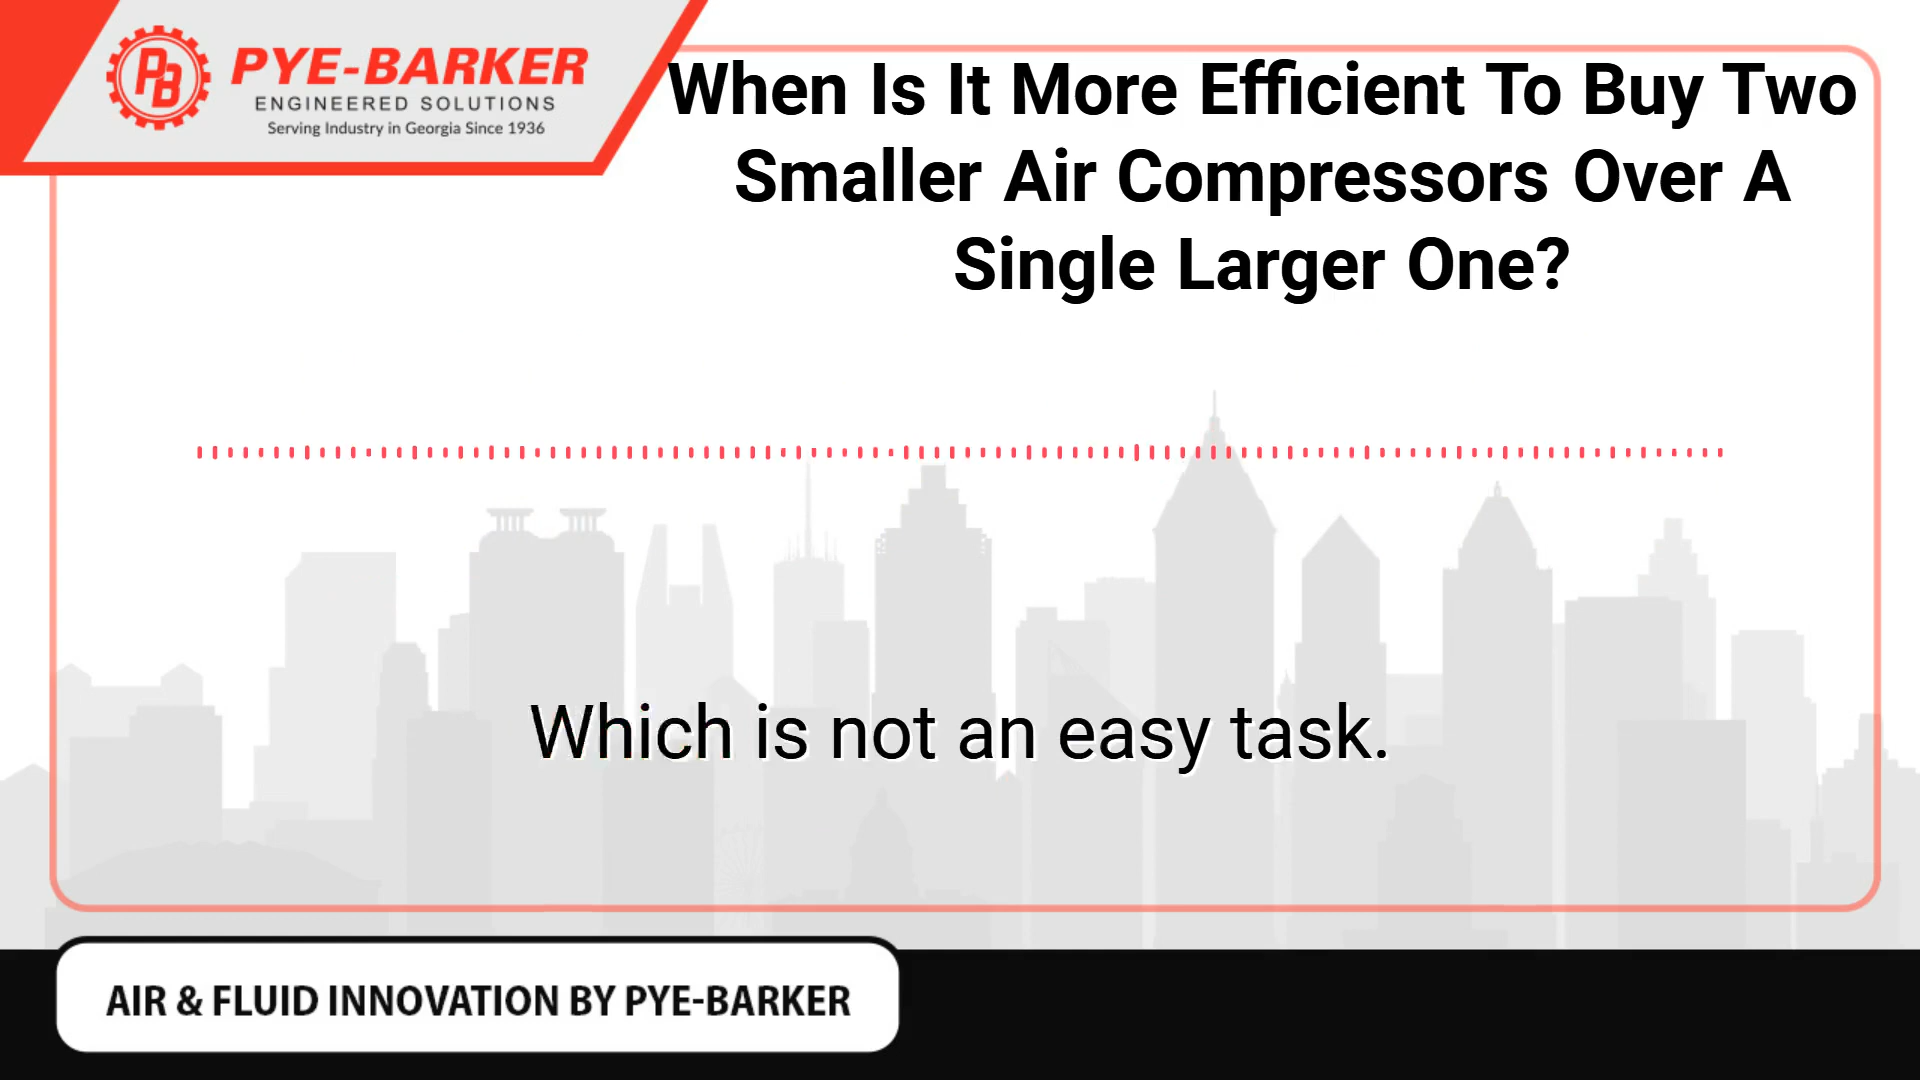 PB
PYE-BARKER
ENGINEERED SOLUTIONS
Serving Industry in Georgia Since 1936
When Is It More Efficient To Buy Two
Smaller Air Compressors Over A
Single Larger One?
Which is not an easy task.
AIR & FLUID INNOVATION BY PYE-BARKER